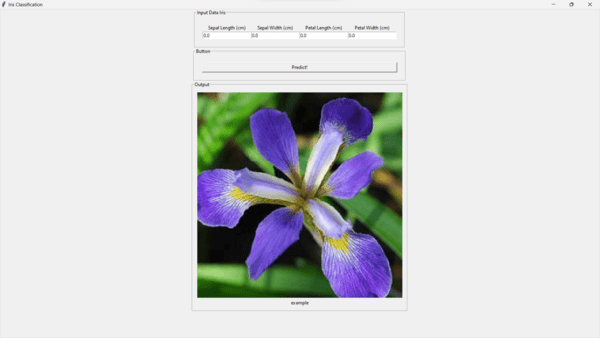 Iris Classification
Input Data Iris
Sepal Length (cm) Sepal Width (cm) Petal Length (cm) Petal Width (cm)
0.0 0.0 0.0 0.0
Button
Predict!
Output
example